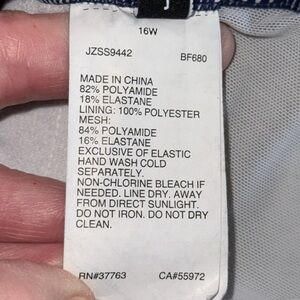 16W
JZSS9442 BF680
MADE IN CHINA
82% POLYAMIDE
18% ELASTANE
LINING: 100% POLYESTER
MESH:
84% POLYAMIDE
16% ELASTANE
EXCLUSIVE OF ELASTIC
HAND WASH COLD
SEPARATELY.
NON-CHLORINE BLEACH IF
NEEDED. LINE DRY. AWAY
FROM DIRECT SUNLIGHT.
DO NOT IRON. DO NOT DRY
CLEAN.
RN#37763 CA#55972